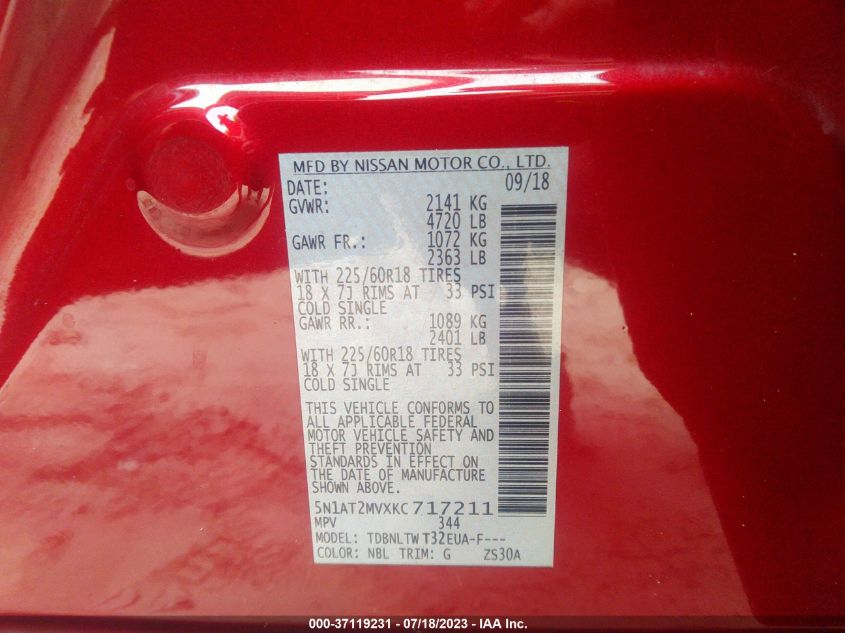 MFD BY NISSAN MOTOR CO., LTD.
DATE: 09/18
GVWR: 2141 KG
4720 LB
GAWR FR.: 1072 KG
2363 LB
WITH 225/60R18 TIRES
18 X 7J RIMS AT 33 PSI
COLD SINGLE
GAWR RR.: 1089 KG
2401 LB
WITH 225/60R18 TIRES
18 X 7J RIMS AT 33 PSI
COLD SINGLE
THIS VEHICLE CONFORMS TO
ALL APPLICABLE FEDERAL
MOTOR VEHICLE SAFETY AND
THEFT PREVENTION
STANDARDS IN EFFECT ON
THE DATE OF MANUFACTURE
SHOWN ABOVE.
5N1AT2MVXKC717211
MPV 344
MODEL: TDBNLTW T32EUA-F---
COLOR: NBL TRIM: G ZS30A
000-37119231 - 07/18/2023 - IAA Inc.